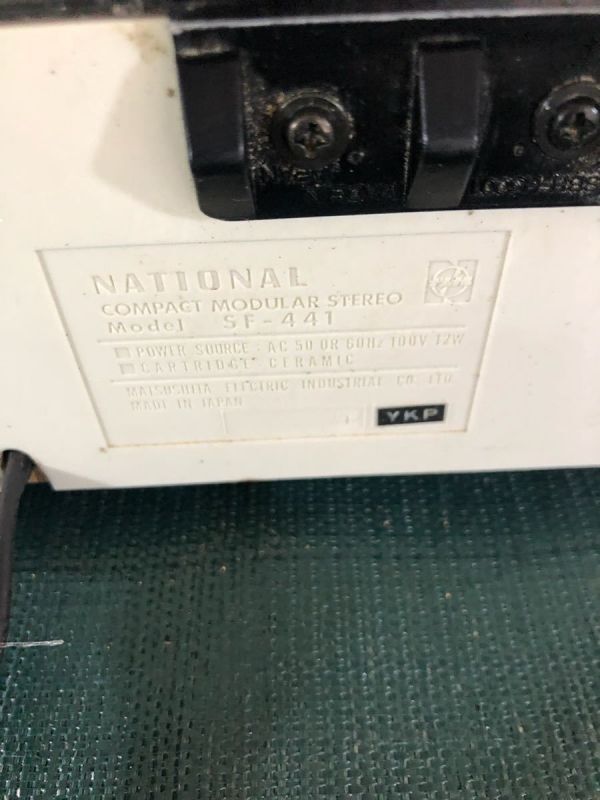 NATIONAL
COMPACT MODULAR STEREO
Model SF-441
POWER SOURCE : AC 50 OR 60Hz 100V 12W
CARTRIDGE CERAMIC
MATSUSHITA ELECTRIC INDUSTRIAL CO. LTD.
MADE IN JAPAN
YKP